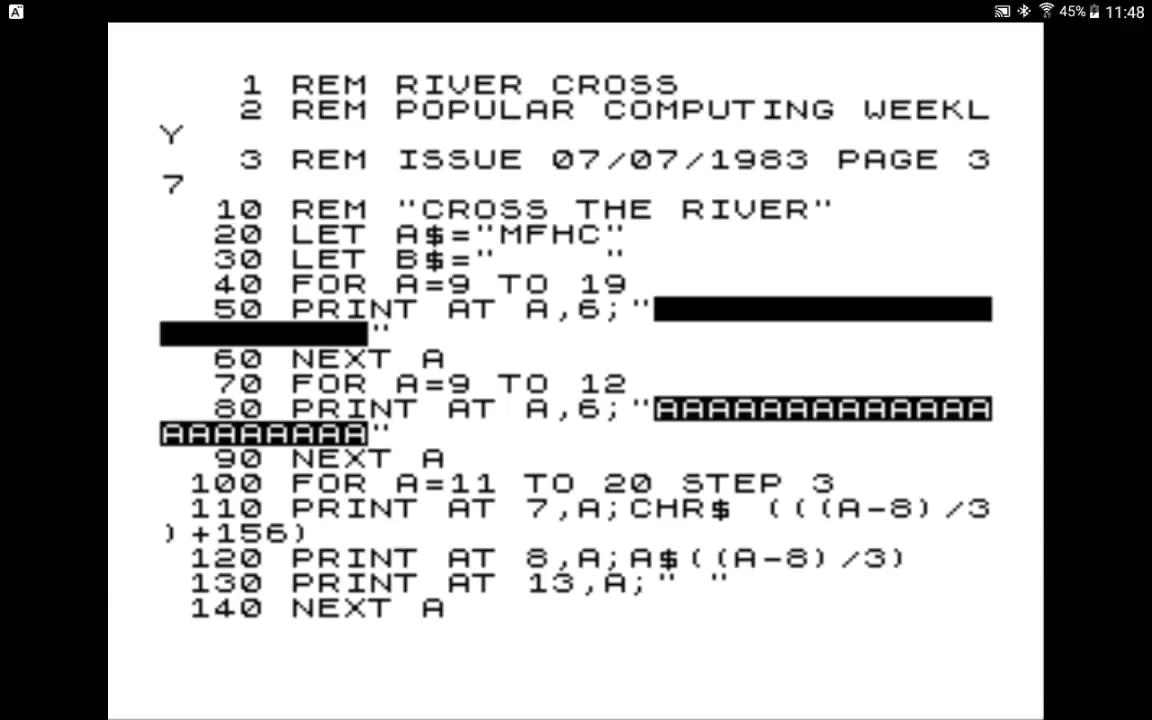 A
45% 11:48
1 REM RIVER CROSS
2 REM POPULAR COMPUTING WEEKL
Y
3 REM ISSUE 07/07/1983 PAGE 3
7
10 REM "CROSS THE RIVER"
20 LET A$="MFHC"
30 LET B$="    "
40 FOR A=9 TO 19
50 PRINT AT A,6;"█████████████
████████"
60 NEXT A
70 FOR A=9 TO 12
80 PRINT AT A,6;"AAAAAAAAAAAAA
AAAAAAAA"
90 NEXT A
100 FOR A=11 TO 20 STEP 3
110 PRINT AT 7,A;CHR$ (((A-8)/3
)+156)
120 PRINT AT 8,A;A$((A-8)/3)
130 PRINT AT 13,A;" "
140 NEXT A